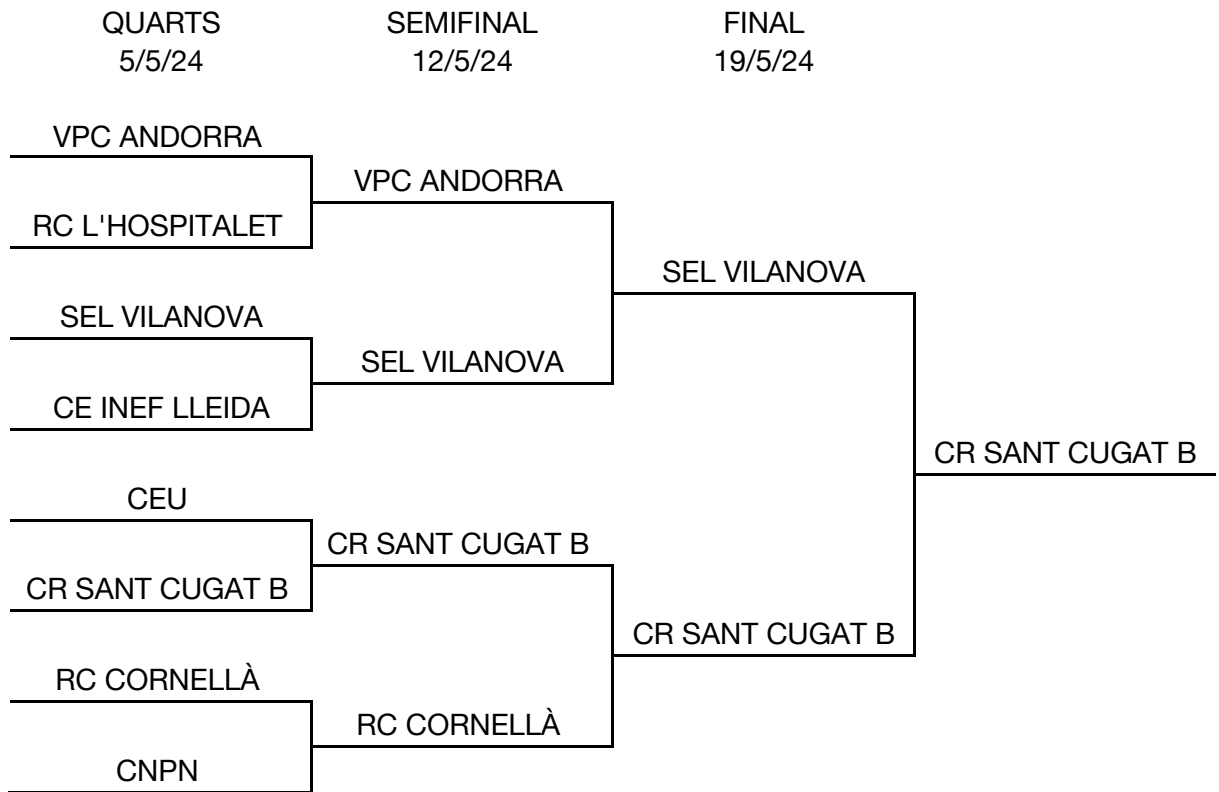 QUARTS SEMIFINAL FINAL
5/5/24 12/5/24 19/5/24
VPC ANDORRA
VPC ANDORRA
RC L'HOSPITALET
SEL VILANOVA
SEL VILANOVA
SEL VILANOVA
CE INEF LLEIDA
CR SANT CUGAT B
CEU
CR SANT CUGAT B
CR SANT CUGAT B
CR SANT CUGAT B
RC CORNELLÀ
RC CORNELLÀ
CNPN